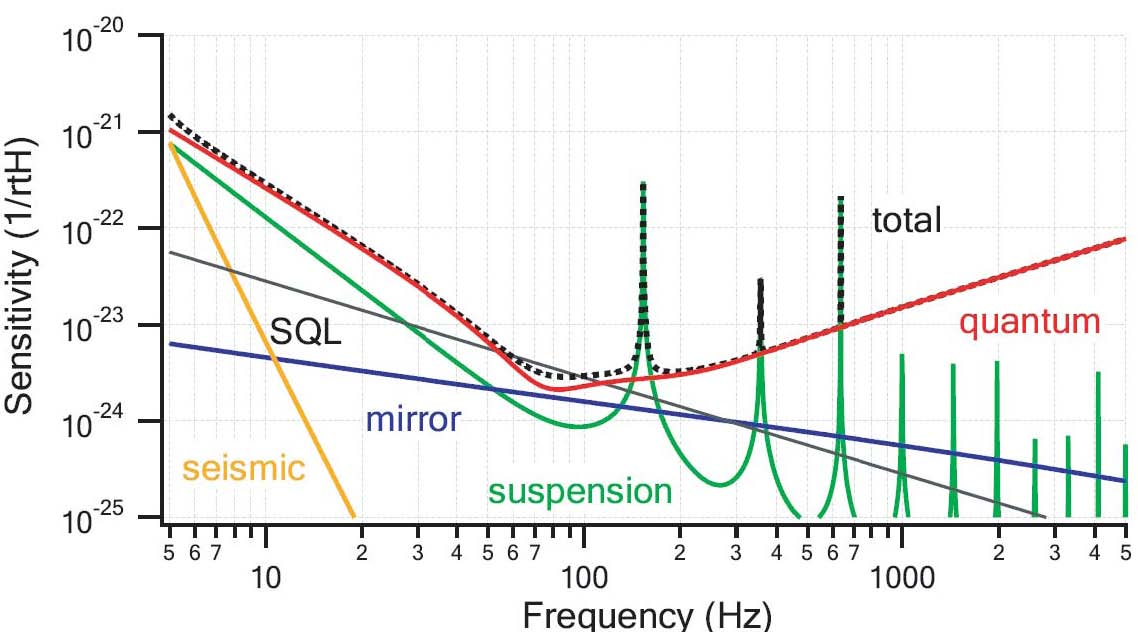 10-20
10-21
10-22
10-23
10-24
10-25
Sensitivity (1/rtH)
total
SQL
quantum
mirror
seismic
suspension
5 6 7 2 3 4 5 6 7 2 3 4 5 6 7 2 3 4 5
10 100 1000
Frequency (Hz)